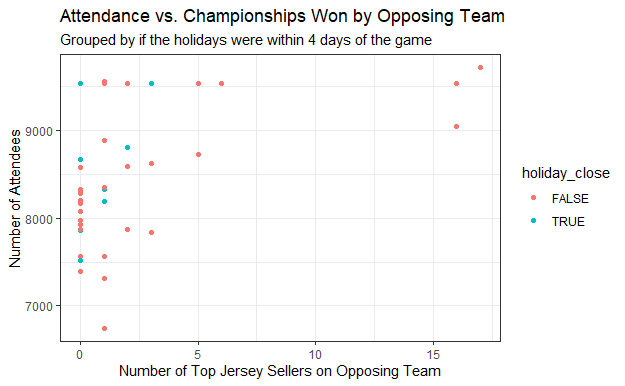 Attendance vs. Championships Won by Opposing Team
Grouped by if the holidays were within 4 days of the game
Number of Attendees
9000
8000
7000
0
5
10
15
Number of Top Jersey Sellers on Opposing Team
holiday_close
FALSE
TRUE